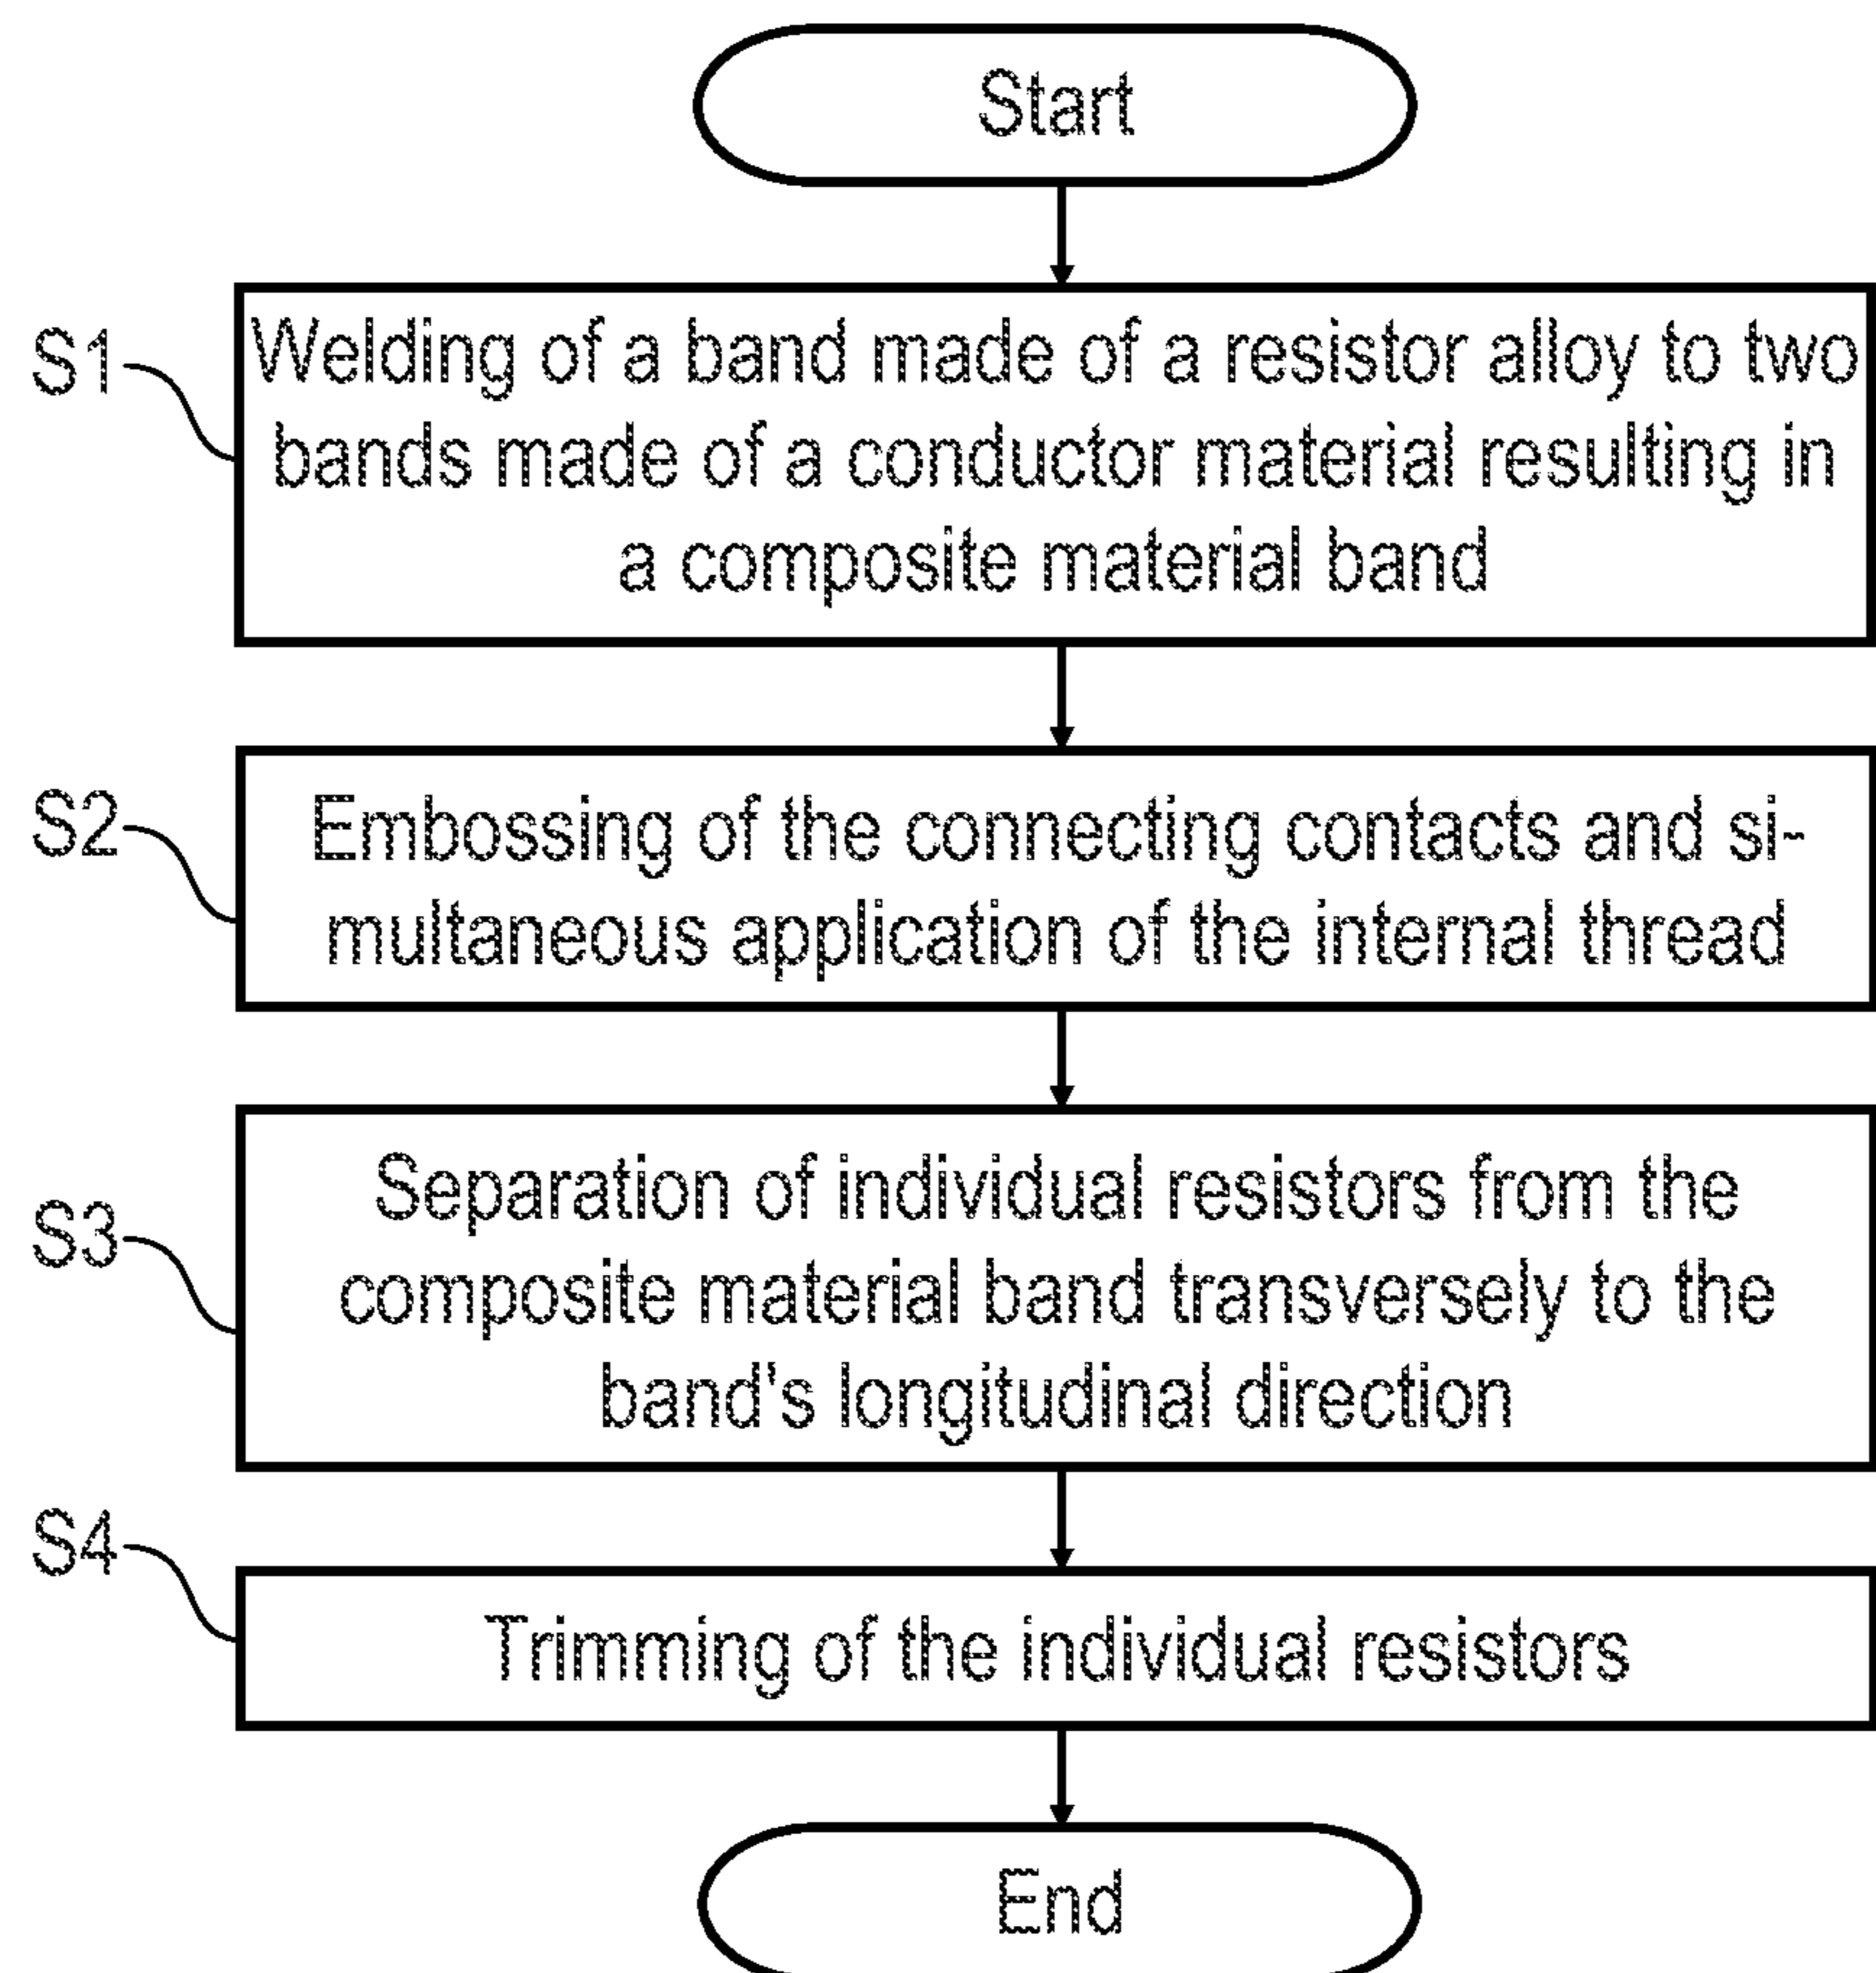 Start
S1
Welding of a band made of a resistor alloy to two
bands made of a conductor material resulting in
a composite material band
S2
Embossing of the connecting contacts and si-
multaneous application of the internal thread
S3
Separation of individual resistors from the
composite material band transversely to the
band's longitudinal direction
S4
Trimming of the individual resistors
End